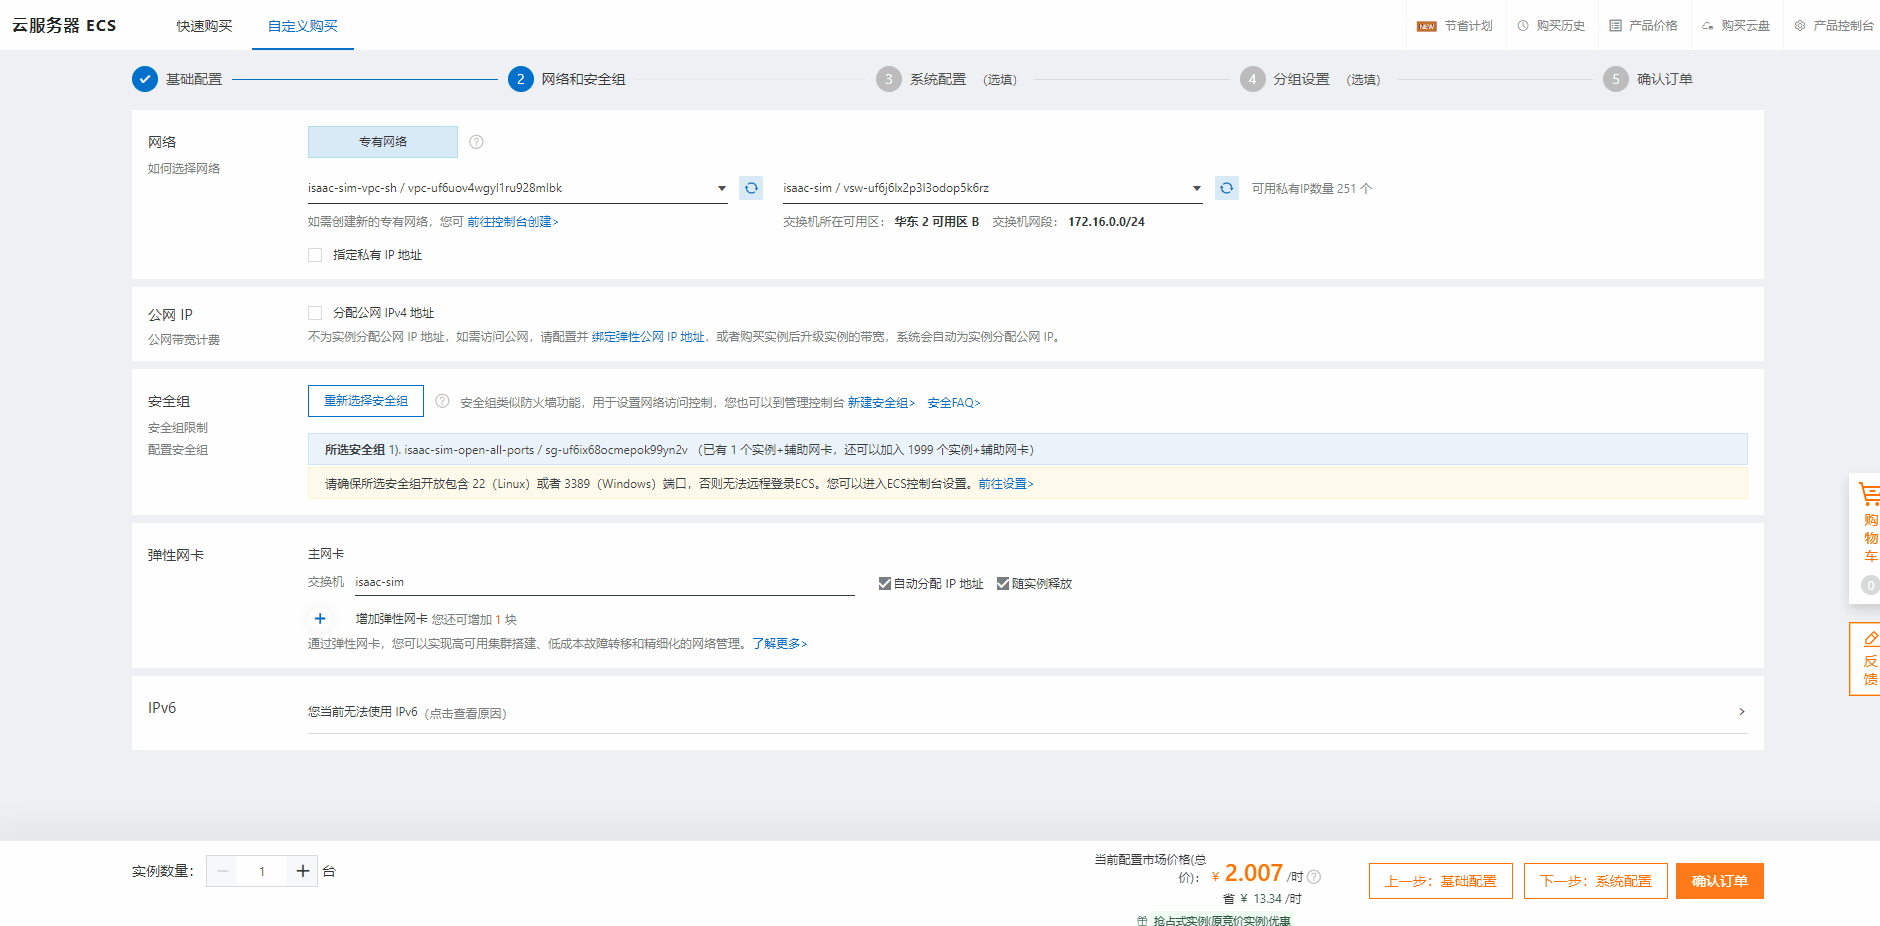 云服务器 ECS
快速购买
自定义购买
NEW 节省计划
购买历史
产品价格
购买云盘
产品控制台
基础配置
2 网络和安全组
3 系统配置 (选填)
4 分组设置 (选填)
5 确认订单
网络
如何选择网络
专有网络
isaac-sim-vpc-sh / vpc-uf6uov4wgyl1ru928mlbk
isaac-sim / vsw-uf6j6lx2p3l3odop5k6rz
可用私有IP数量 251 个
如需创建新的专有网络，您可 前往控制台创建>
交换机所在可用区： 华东 2 可用区 B 交换机网段： 172.16.0.0/24
指定私有 IP 地址
公网 IP
公网带宽计费
分配公网 IPv4 地址
不为实例分配公网 IP 地址，如需访问公网，请配置并 绑定弹性公网 IP 地址，或者购买实例后升级实例的带宽，系统会自动为实例分配公网 IP。
安全组
安全组限制
配置安全组
重新选择安全组
安全组类似防火墙功能，用于设置网络访问控制，您也可以到管理控制台 新建安全组> 安全FAQ>
所选安全组 1). isaac-sim-open-all-ports / sg-uf6ix68ocmepok99yn2v （已有 1 个实例+辅助网卡，还可以加入 1999 个实例+辅助网卡）
请确保所选安全组开放包含 22（Linux）或者 3389（Windows）端口，否则无法远程登录ECS。您可以进入ECS控制台设置。前往设置>
弹性网卡
主网卡
交换机 isaac-sim
自动分配 IP 地址
随实例释放
增加弹性网卡 您还可增加 1 块
通过弹性网卡，您可以实现高可用集群搭建、低成本故障转移和精细化的网络管理。了解更多>
IPv6
您当前无法使用 IPv6 (点击查看原因)
购物车
0
反馈
实例数量： 1 台
当前配置市场价格(总价)： ¥ 2.007 /时
省 ¥ 13.34 /时
抢占式实例(原竞价实例)优惠
上一步：基础配置
下一步：系统配置
确认订单